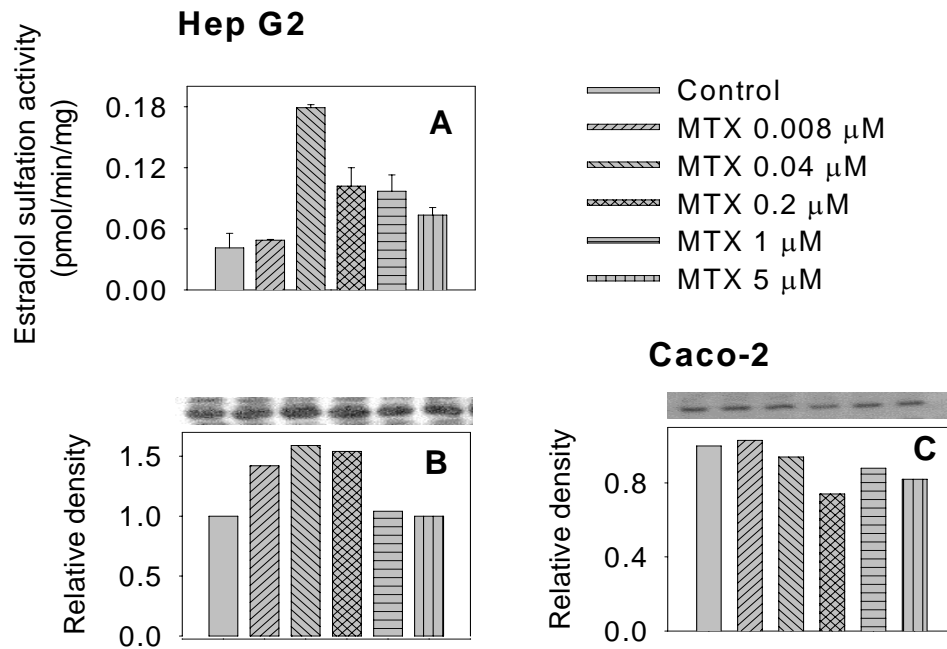 Hep G2
Estradiol sulfation activity
(pmol/min/mg)
0.18
0.12
0.06
0.00
A
Control
MTX 0.008 μM
MTX 0.04 μM
MTX 0.2 μM
MTX 1 μM
MTX 5 μM
Caco-2
Relative density
1.5
1.0
0.5
0.0
B
Relative density
0.8
0.4
0.0
C